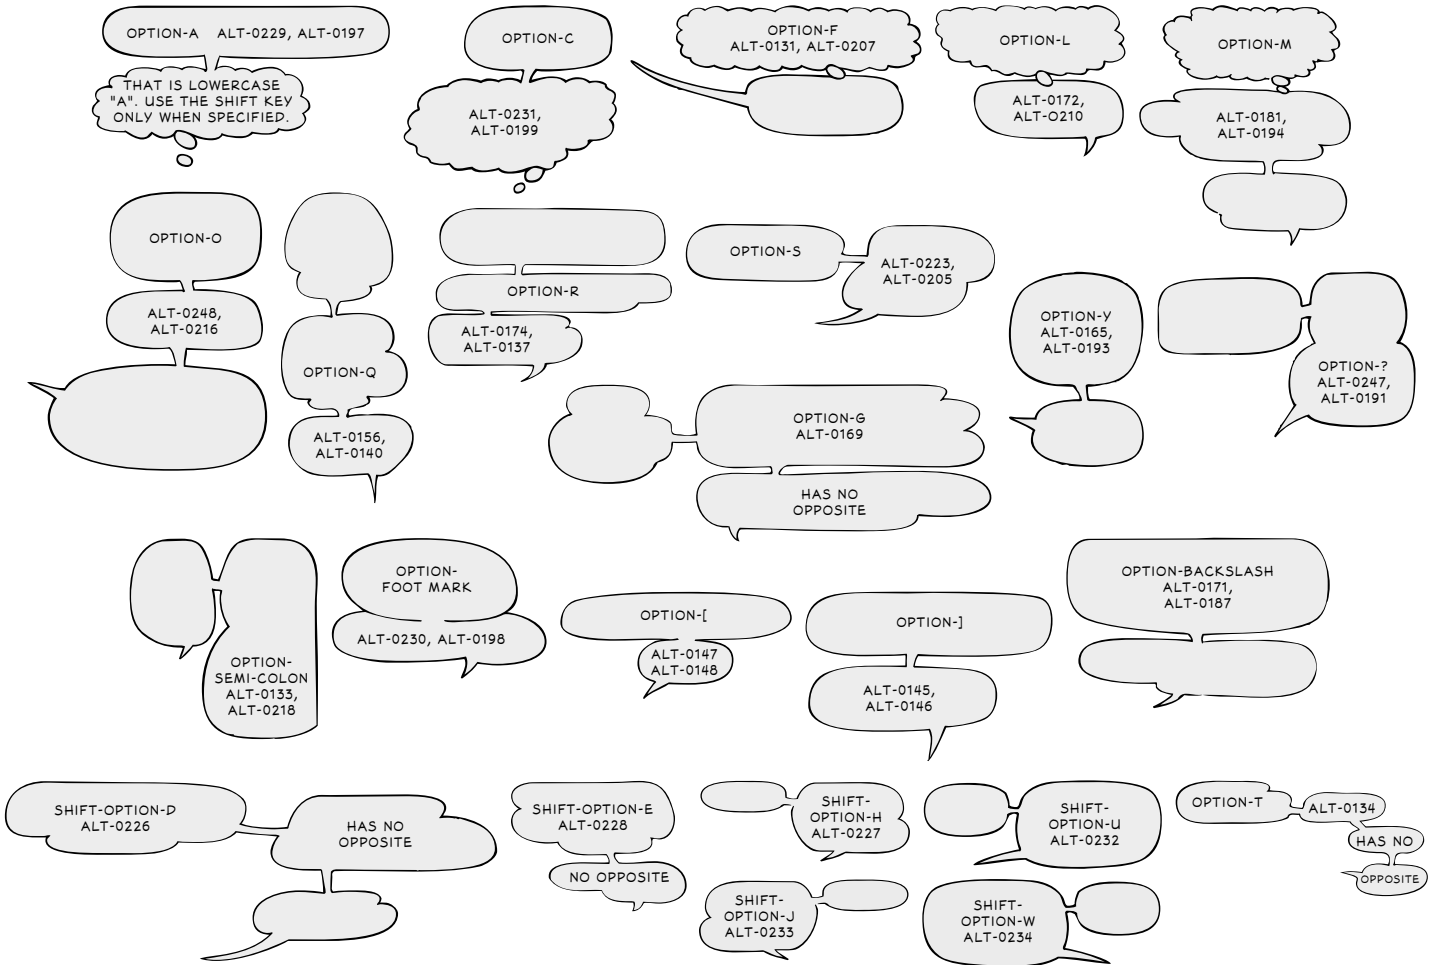 OPTION-A ALT-0229, ALT-0197
THAT IS LOWERCASE
"A". USE THE SHIFT KEY
ONLY WHEN SPECIFIED.
OPTION-C
ALT-0231,
ALT-0199
OPTION-F
ALT-0131, ALT-0207
OPTION-L
ALT-0172,
ALT-O210
OPTION-M
ALT-0181,
ALT-0194
OPTION-O
ALT-0248,
ALT-0216
OPTION-Q
ALT-0156,
ALT-0140
OPTION-R
ALT-0174,
ALT-0137
OPTION-S
ALT-0223,
ALT-0205
OPTION-Y
ALT-0165,
ALT-0193
OPTION-?
ALT-0247,
ALT-0191
OPTION-G
ALT-0169
HAS NO
OPPOSITE
OPTION-
SEMI-COLON
ALT-0133,
ALT-0218
OPTION-
FOOT MARK
ALT-0230, ALT-0198
OPTION-[
ALT-0147
ALT-0148
OPTION-]
ALT-0145,
ALT-0146
OPTION-BACKSLASH
ALT-0171,
ALT-0187
SHIFT-OPTION-D
ALT-0226
HAS NO
OPPOSITE
SHIFT-OPTION-E
ALT-0228
NO OPPOSITE
SHIFT-
OPTION-H
ALT-0227
SHIFT-
OPTION-J
ALT-0233
SHIFT-
OPTION-U
ALT-0232
SHIFT-
OPTION-W
ALT-0234
OPTION-T
ALT-0134
HAS NO
OPPOSITE